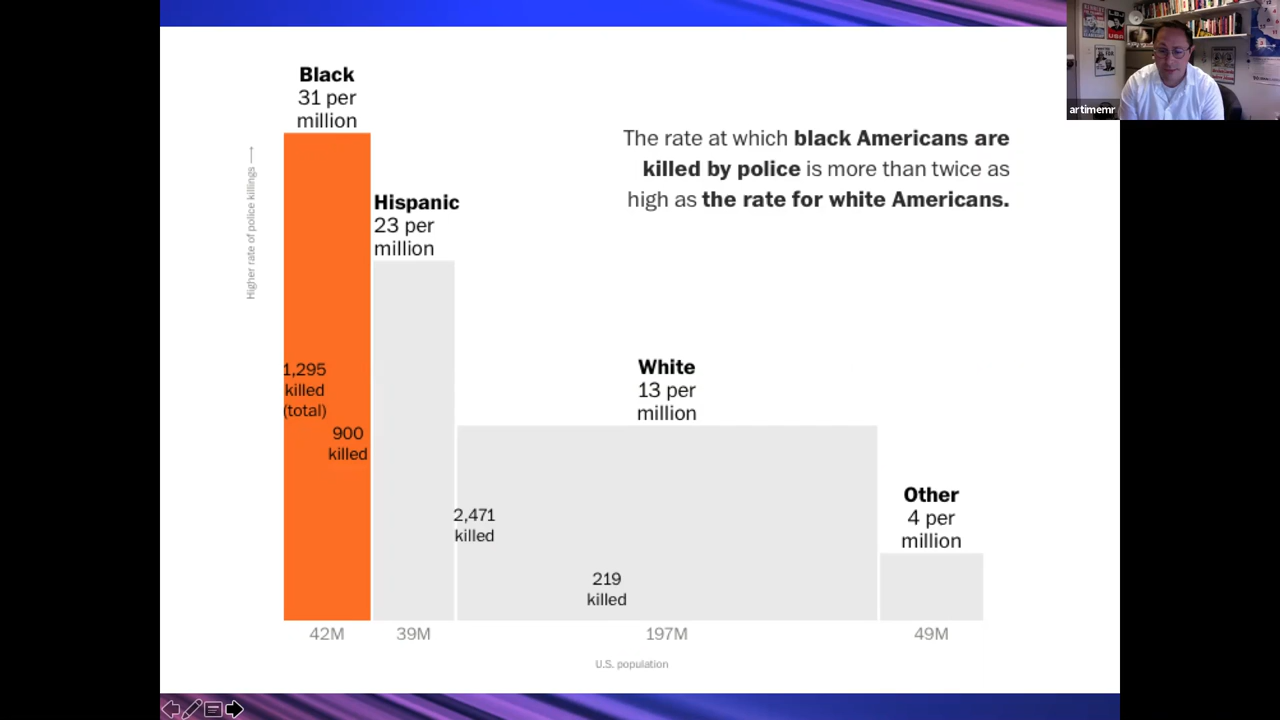 Black
31 per
million
Hispanic
23 per
million
The rate at which black Americans are
killed by police is more than twice as
high as the rate for white Americans.
Higher rate of police killings
1,295
killed
(total)
900
killed
White
13 per
million
2,471
killed
219
killed
Other
4 per
million
42M
39M
197M
49M
U.S. population
artimemr